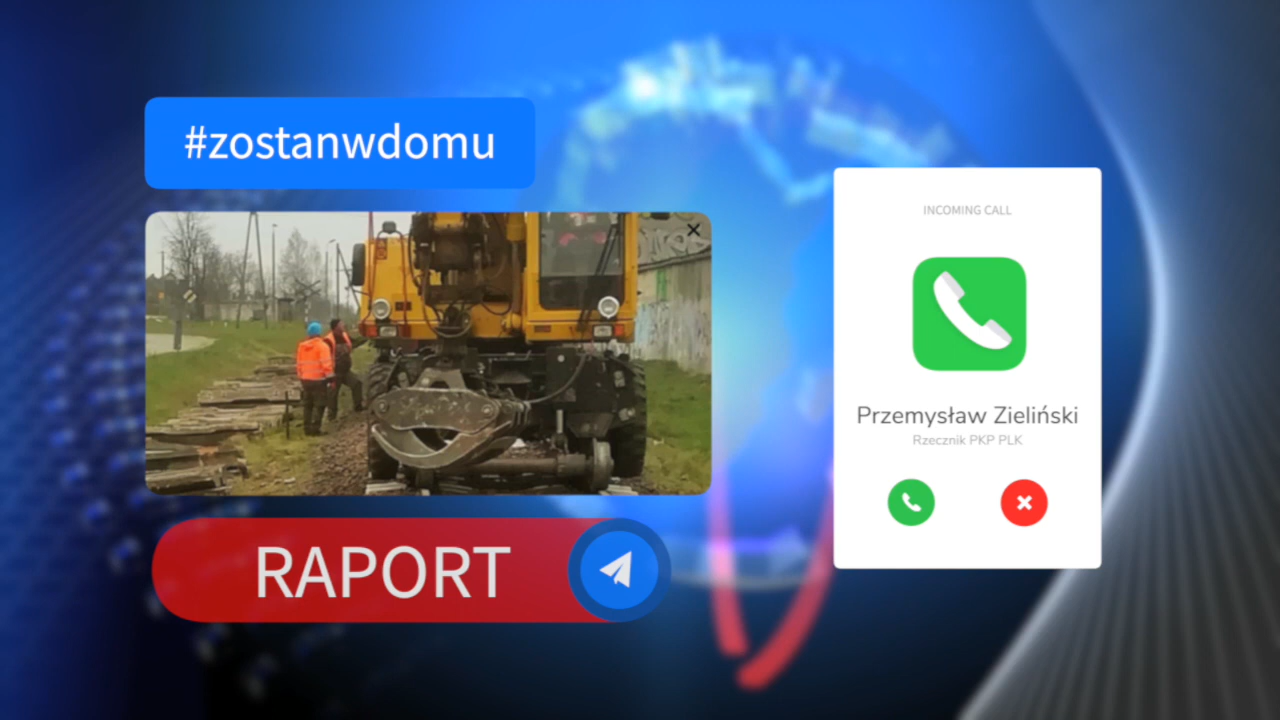 #zostanwdomu
RAPORT
INCOMING CALL
Przemysław Zieliński
Rzecznik PKP PLK